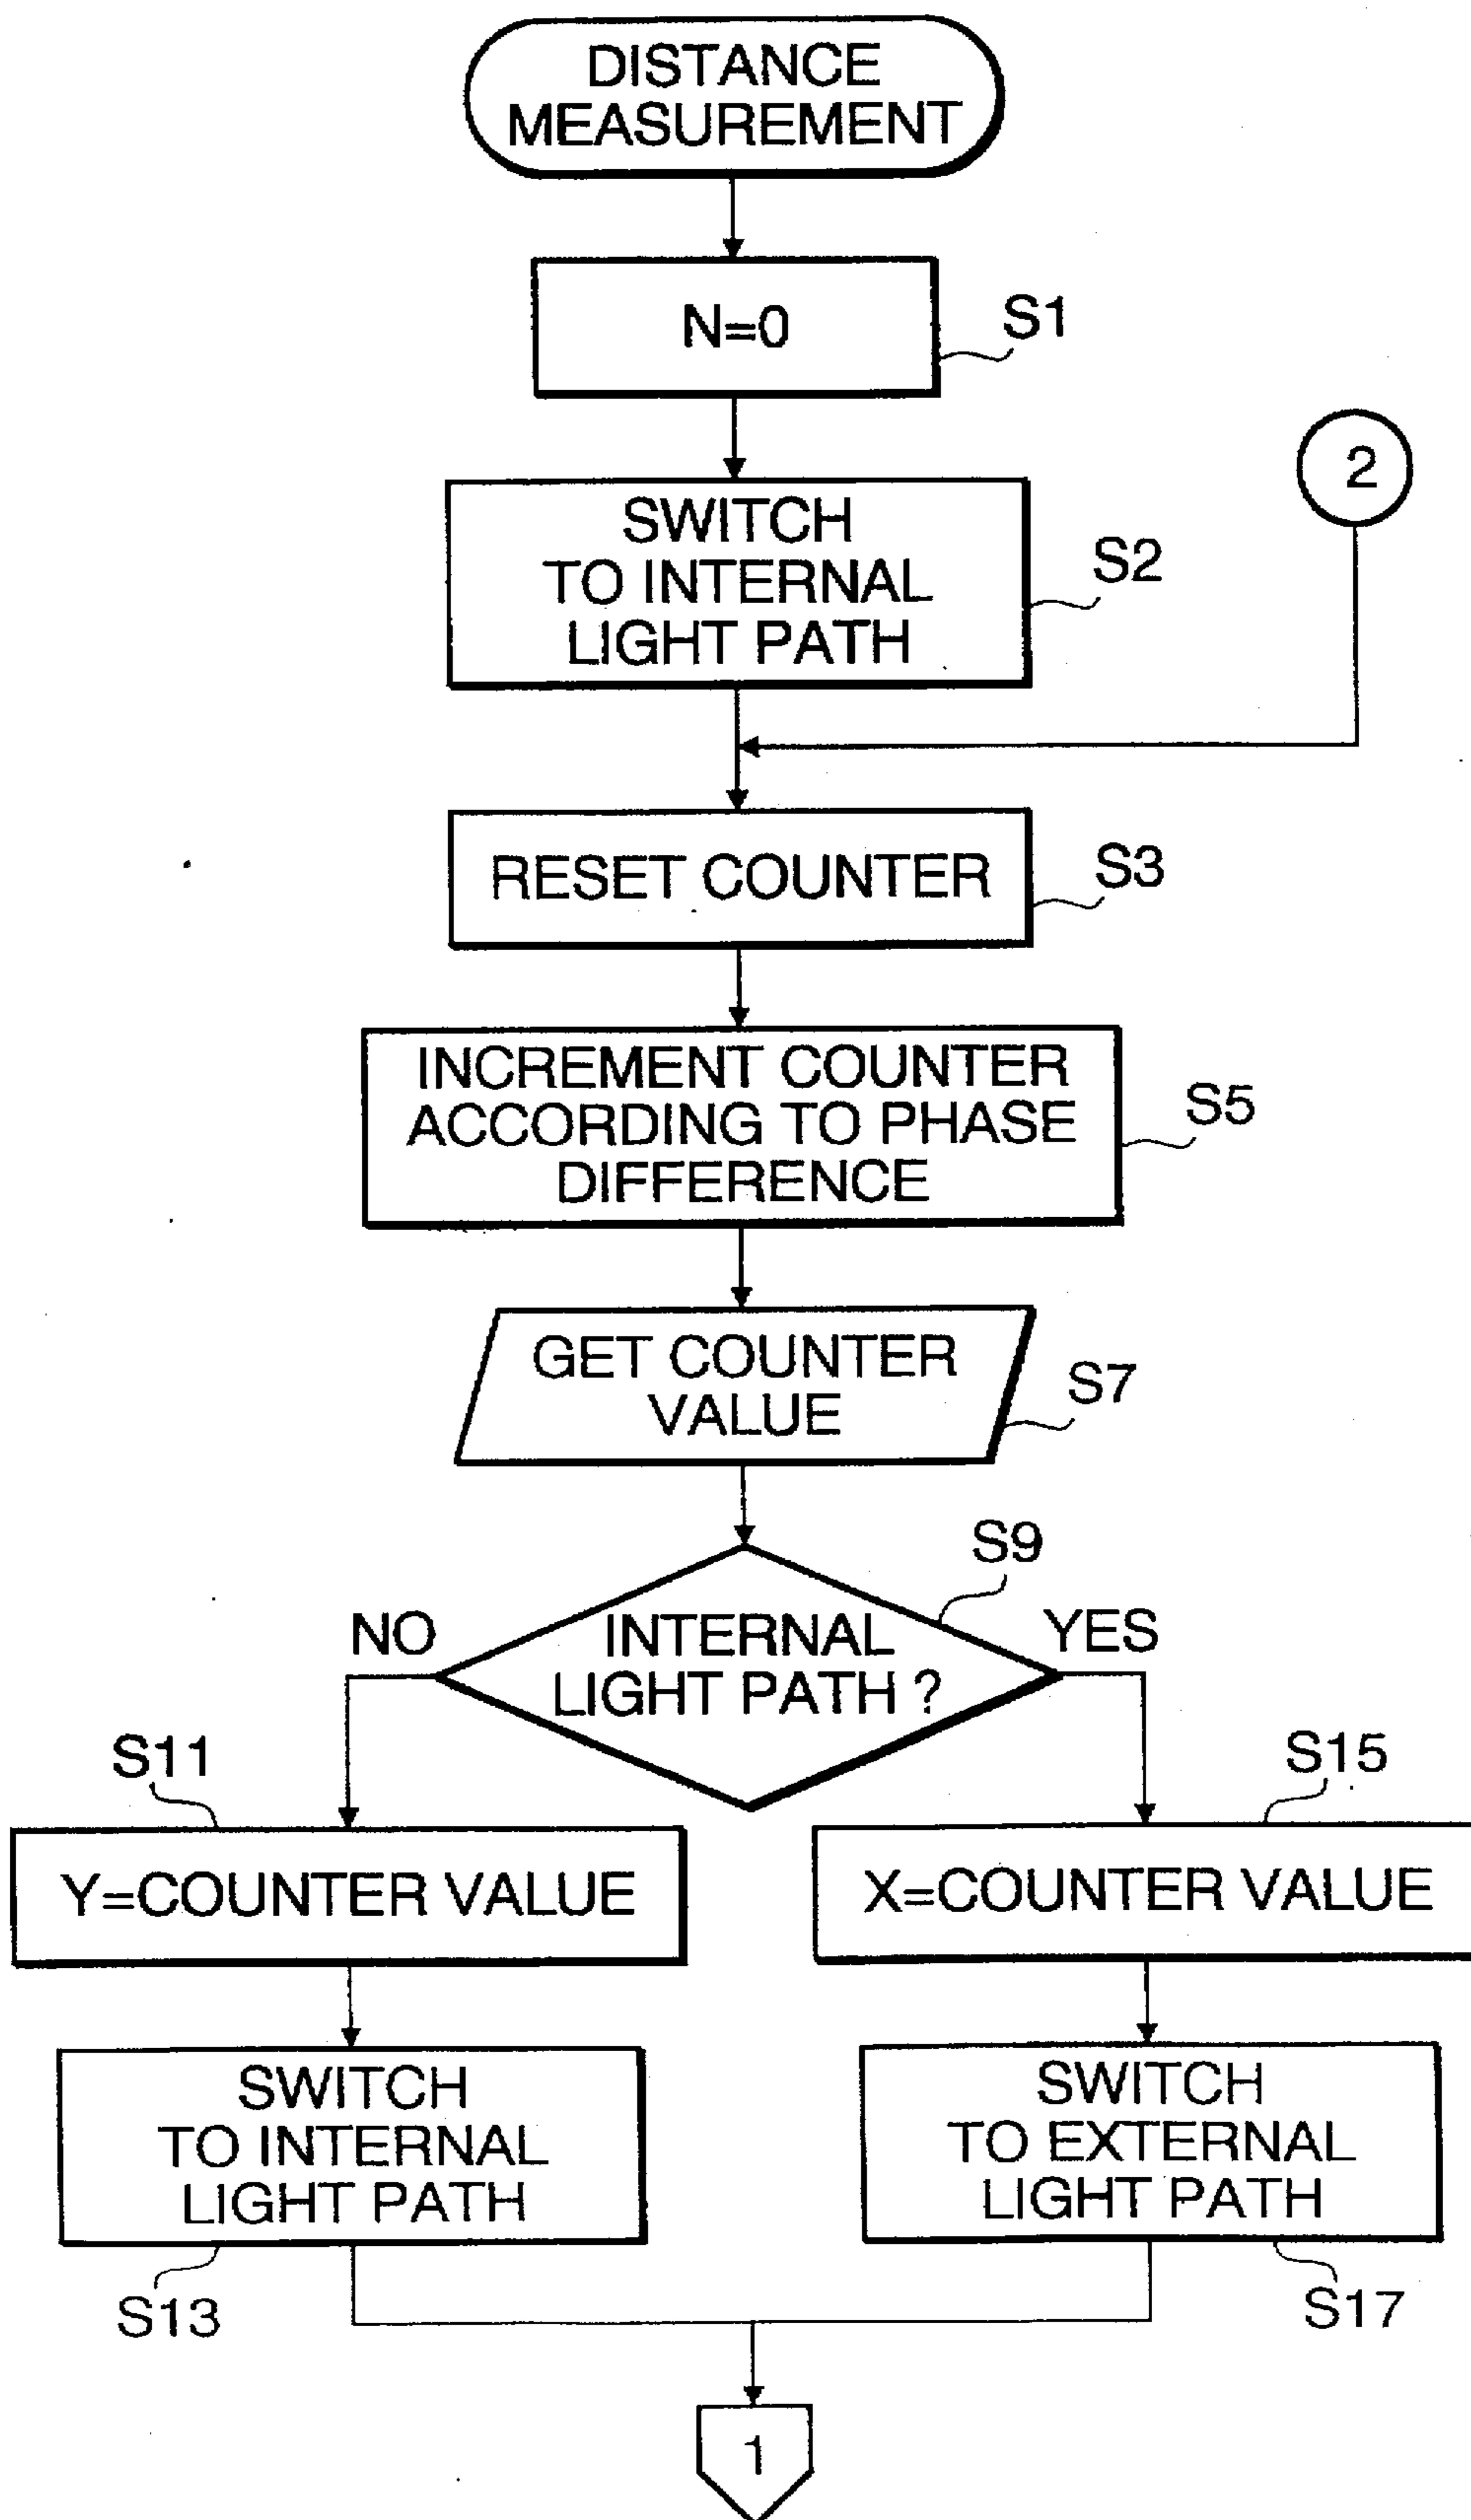 DISTANCE
MEASUREMENT
N=0
S1
2
SWITCH
TO INTERNAL
LIGHT PATH
S2
RESET COUNTER
S3
INCREMENT COUNTER
ACCORDING TO PHASE
DIFFERENCE
S5
GET COUNTER
VALUE
S7
S9
NO
INTERNAL
LIGHT PATH ?
YES
S11
S15
Y=COUNTER VALUE
X=COUNTER VALUE
SWITCH
TO INTERNAL
LIGHT PATH
SWITCH
TO EXTERNAL
LIGHT PATH
S13
S17
1